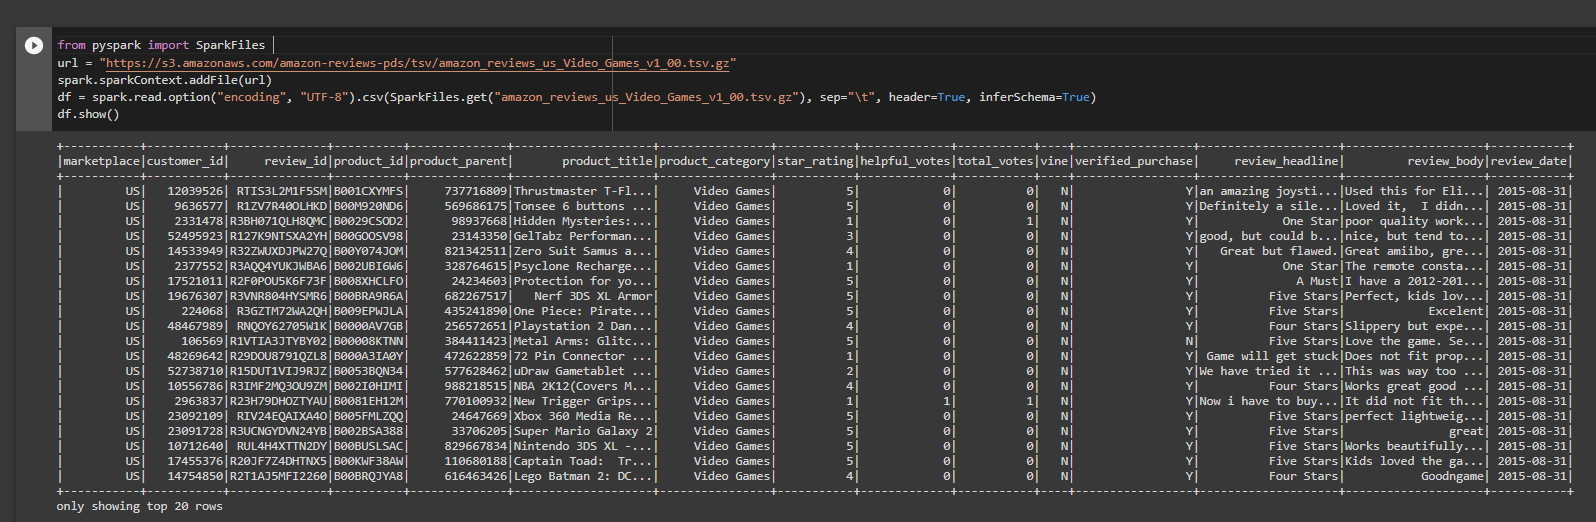 from pyspark import SparkFiles
url = "https://s3.amazonaws.com/amazon-reviews-pds/tsv/amazon_reviews_us_Video_Games_v1_00.tsv.gz"
spark.sparkContext.addFile(url)
df = spark.read.option("encoding", "UTF-8").csv(SparkFiles.get("amazon_reviews_us_Video_Games_v1_00.tsv.gz"), sep="\t", header=True, inferSchema=True)
df.show()
+-----------+-----------+--------------+----------+--------------+--------------------+----------------+-----------+-------------+-----------+----+-----------------+--------------------+--------------------+-----------+
|marketplace|customer_id|     review_id|product_id|product_parent|       product_title|product_category|star_rating|helpful_votes|total_votes|vine|verified_purchase|     review_headline|         review_body|review_date|
+-----------+-----------+--------------+----------+--------------+--------------------+----------------+-----------+-------------+-----------+----+-----------------+--------------------+--------------------+-----------+
|         US|   12039526| RTIS3L2M1F5SM|B001CXYMFS|     737716809|Thrustmaster T-Fl...|     Video Games|          5|            0|          0|   N|                Y|an amazing joysti...|Used this for Eli...| 2015-08-31|
|         US|    9636577| R1ZV7R40OLHKD|B00M920ND6|     569686175|Tonsee 6 buttons ...|     Video Games|          5|            0|          0|   N|                Y|Definitely a sile...|Loved it,  I didn...| 2015-08-31|
|         US|    2331478|R3BH071QLH8QMC|B0029CSOD2|      98937668|Hidden Mysteries:...|     Video Games|          1|            0|          1|   N|                Y|            One Star|poor quality work...| 2015-08-31|
|         US|   52495923|R127K9NTSXA2YH|B00GOOSV98|      23143350|GelTabz Performan...|     Video Games|          3|            0|          0|   N|                Y|good, but could b...|nice, but tend to...| 2015-08-31|
|         US|   14533949|R32ZWUXDJPW27Q|B00Y074JOM|     821342511|Zero Suit Samus a...|     Video Games|          4|            0|          0|   N|                Y|   Great but flawed.|Great amiibo, gre...| 2015-08-31|
|         US|    2377552|R3AQQ4YUKJWBA6|B002UBI6W6|     328764615|Psyclone Recharge...|     Video Games|          1|            0|          0|   N|                Y|            One Star|The remote consta...| 2015-08-31|
|         US|   17521011|R2F0POU5K6F73F|B008XHCLFO|      24234603|Protection for yo...|     Video Games|          5|            0|          0|   N|                Y|              A Must|I have a 2012-201...| 2015-08-31|
|         US|   19676307|R3VNR804HYSMR6|B00BRA9R6A|     682267517|   Nerf 3DS XL Armor|     Video Games|          5|            0|          0|   N|                Y|          Five Stars|Perfect, kids lov...| 2015-08-31|
|         US|     224068| R3GZTM72WA2QH|B009EPWJLA|     435241890|One Piece: Pirate...|     Video Games|          5|            0|          0|   N|                Y|          Five Stars|            Excelent| 2015-08-31|
|         US|   48467989| RNQOY62705W1K|B0000AV7GB|     256572651|Playstation 2 Dan...|     Video Games|          4|            0|          0|   N|                Y|          Four Stars|Slippery but expe...| 2015-08-31|
|         US|     106569|R1VTIA3JTYBY02|B00008KTNN|     384411423|Metal Arms: Glitc...|     Video Games|          5|            0|          0|   N|                N|          Five Stars|Love the game. Se...| 2015-08-31|
|         US|   48269642|R29DOU8791QZL8|B000A3IA0Y|     472622859|72 Pin Connector ...|     Video Games|          1|            0|          0|   N|                Y| Game will get stuck|Does not fit prop...| 2015-08-31|
|         US|   52738710|R15DUT1VIJ9RJZ|B0053BQN34|     577628462|uDraw Gametablet ...|     Video Games|          2|            0|          0|   N|                Y|We have tried it ...|This was way too ...| 2015-08-31|
|         US|   10556786|R3IMF2MQ3OU9ZM|B002I0HIMI|     988218515|NBA 2K12(Covers M...|     Video Games|          4|            0|          0|   N|                Y|          Four Stars|Works great good ...| 2015-08-31|
|         US|    2963837|R23H79DHOZTYAU|B0081EH12M|     770100932|New Trigger Grips...|     Video Games|          1|            1|          1|   N|                Y|Now i have to buy...|It did not fit th...| 2015-08-31|
|         US|   23092109| RIV24EQAIXA4O|B005FMLZQQ|      24647669|Xbox 360 Media Re...|     Video Games|          5|            0|          0|   N|                Y|          Five Stars|perfect lightweig...| 2015-08-31|
|         US|   23091728|R3UCNGYDVN24YB|B002BSA388|      33706205|Super Mario Galaxy 2|     Video Games|          5|            0|          0|   N|                Y|          Five Stars|               great| 2015-08-31|
|         US|   10712640| RUL4H4XTTN2DY|B00BUSLSAC|     829667834|Nintendo 3DS XL -...|     Video Games|          5|            0|          0|   N|                Y|          Five Stars|Works beautifully...| 2015-08-31|
|         US|   17455376|R20JF7Z4DHTNX5|B00KWF38AW|     110680188|Captain Toad:  Tr...|     Video Games|          5|            0|          0|   N|                Y|          Five Stars|Kids loved the ga...| 2015-08-31|
|         US|   14754850|R2T1AJ5MFI2260|B00BRQJYA8|     616463426|Lego Batman 2: DC...|     Video Games|          4|            0|          0|   N|                Y|          Four Stars|            Goodngame| 2015-08-31|
+-----------+-----------+--------------+----------+--------------+--------------------+----------------+-----------+-------------+-----------+----+-----------------+--------------------+--------------------+-----------+
only showing top 20 rows